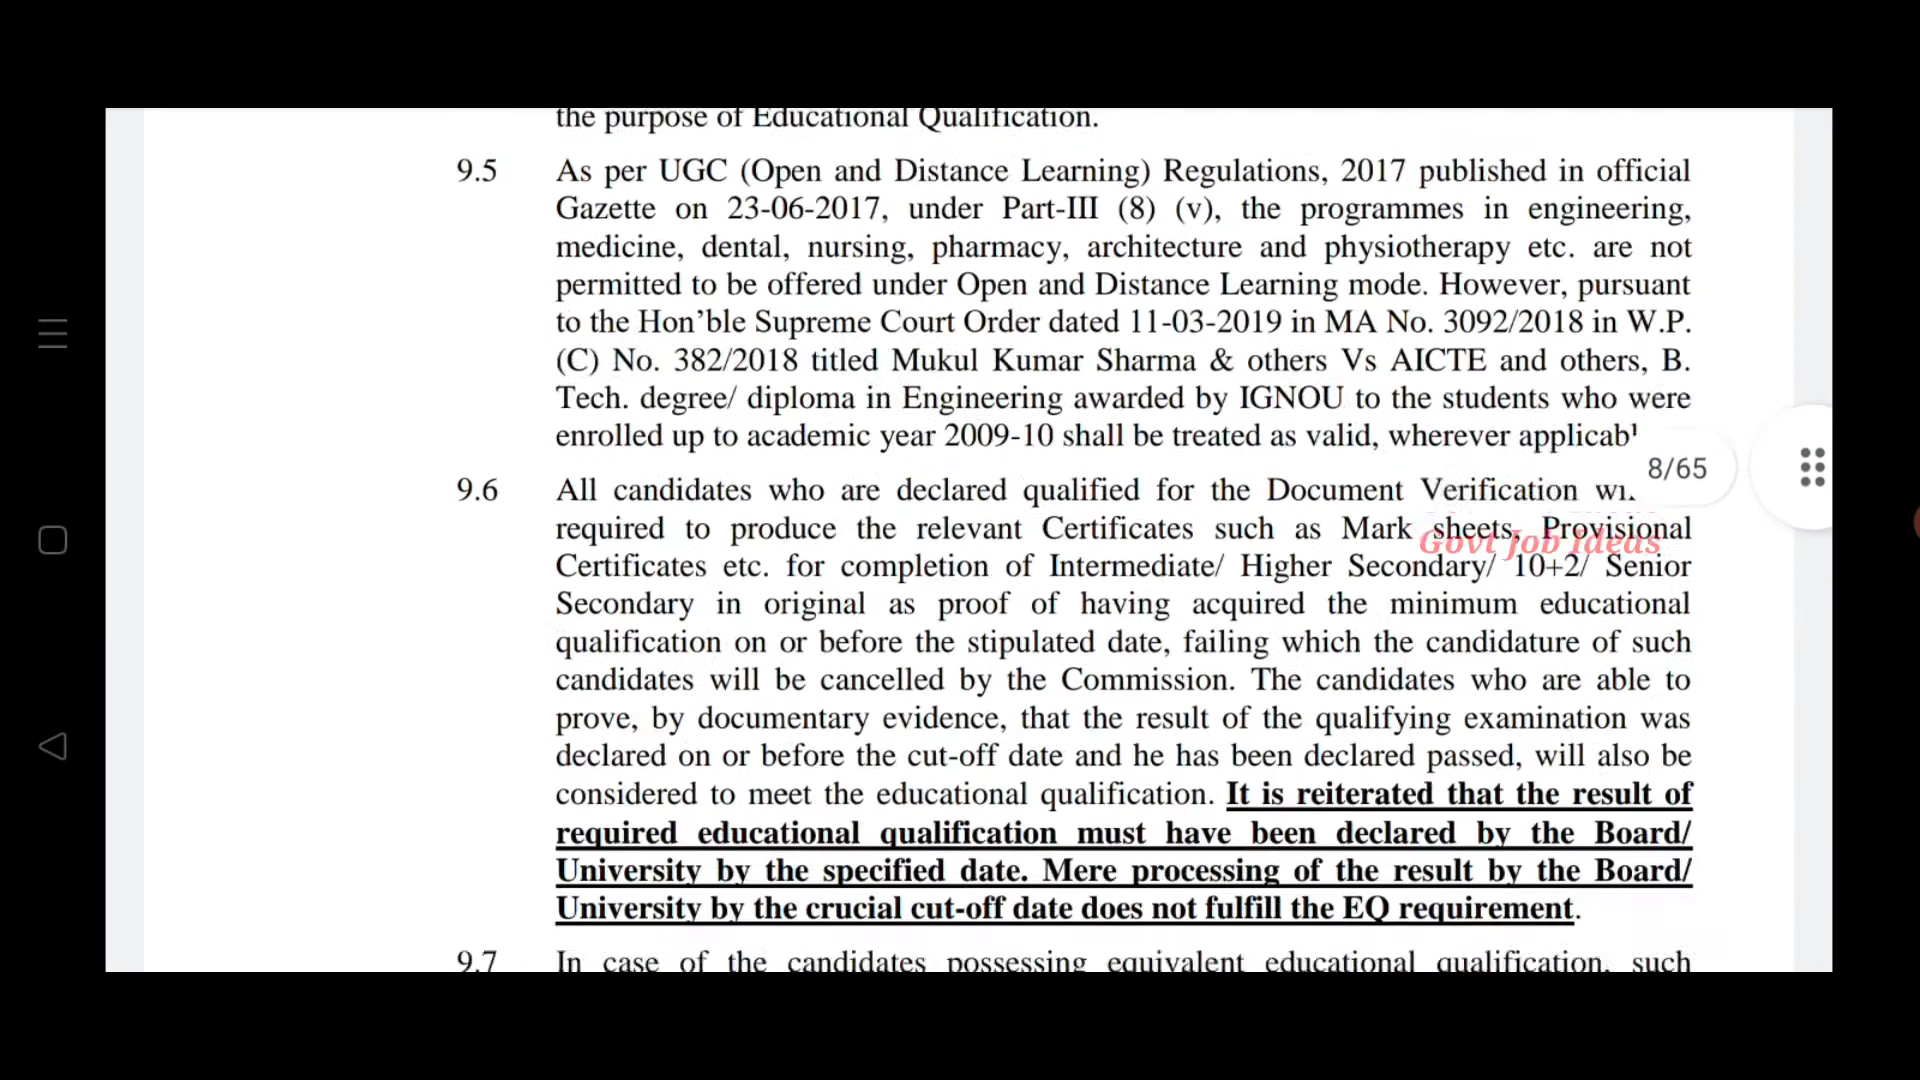 the purpose of Educational Qualification.
9.5 As per UGC (Open and Distance Learning) Regulations, 2017 published in official
Gazette on 23-06-2017, under Part-III (8) (v), the programmes in engineering,
medicine, dental, nursing, pharmacy, architecture and physiotherapy etc. are not
permitted to be offered under Open and Distance Learning mode. However, pursuant
to the Hon'ble Supreme Court Order dated 11-03-2019 in MA No. 3092/2018 in W.P.
(C) No. 382/2018 titled Mukul Kumar Sharma & others Vs AICTE and others, B.
Tech. degree/ diploma in Engineering awarded by IGNOU to the students who were
enrolled up to academic year 2009-10 shall be treated as valid, wherever
8/65
9.6 All candidates who are declared qualified for the Document Verification
required to produce the relevant Certificates such as Mark sheets, Provisional
Govt Job Ideas
Certificates etc. for completion of Intermediate/ Higher Secondary/ 10+2/ Senior
Secondary in original as proof of having acquired the minimum educational
qualification on or before the stipulated date, failing which the candidature of such
candidates will be cancelled by the Commission. The candidates who are able to
prove, by documentary evidence, that the result of the qualifying examination was
declared on or before the cut-off date and he has been declared passed, will also be
considered to meet the educational qualification. It is reiterated that the result of
required educational qualification must have been declared by the Board/
University by the specified date. Mere processing of the result by the Board/
University by the crucial cut-off date does not fulfill the EQ requirement.
9.7 In case of the candidates possessing equivalent educational qualification, such